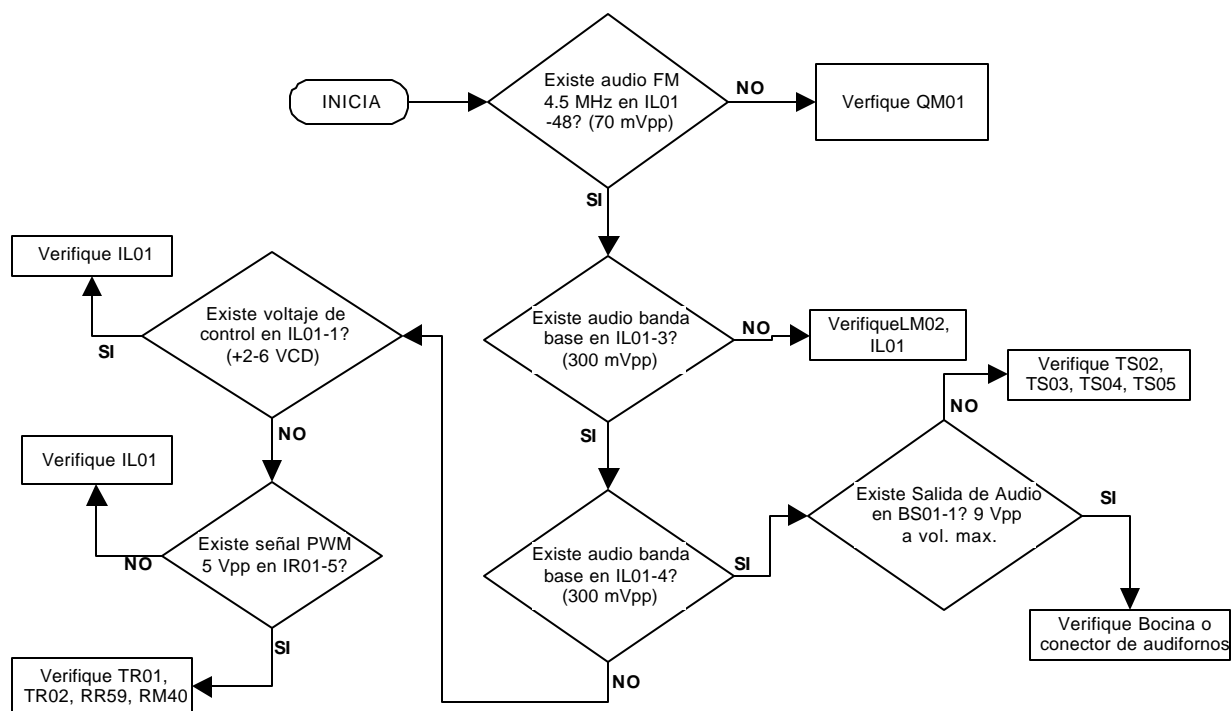 INICIA
Existe audio FM
4.5 MHz en IL01
-48? (70 mVpp)
NO
Verfique QM01
SI
Verifique IL01
Existe voltaje de
control en IL01-1?
(+2-6 VCD)
SI
NO
Existe audio banda
base en IL01-3?
(300 mVpp)
NO
VerifiqueLM02,
IL01
SI
Verifique TS02,
TS03, TS04, TS05
NO
Existe Salida de Audio
en BS01-1? 9 Vpp
a vol. max.
SI
Verifique Bocina o
conector de audifornos
Verifique IL01
Existe señal PWM
5 Vpp en IR01-5?
NO
SI
Verifique TR01,
TR02, RR59, RM40
Existe audio banda
base en IL01-4?
(300 mVpp)
SI
NO